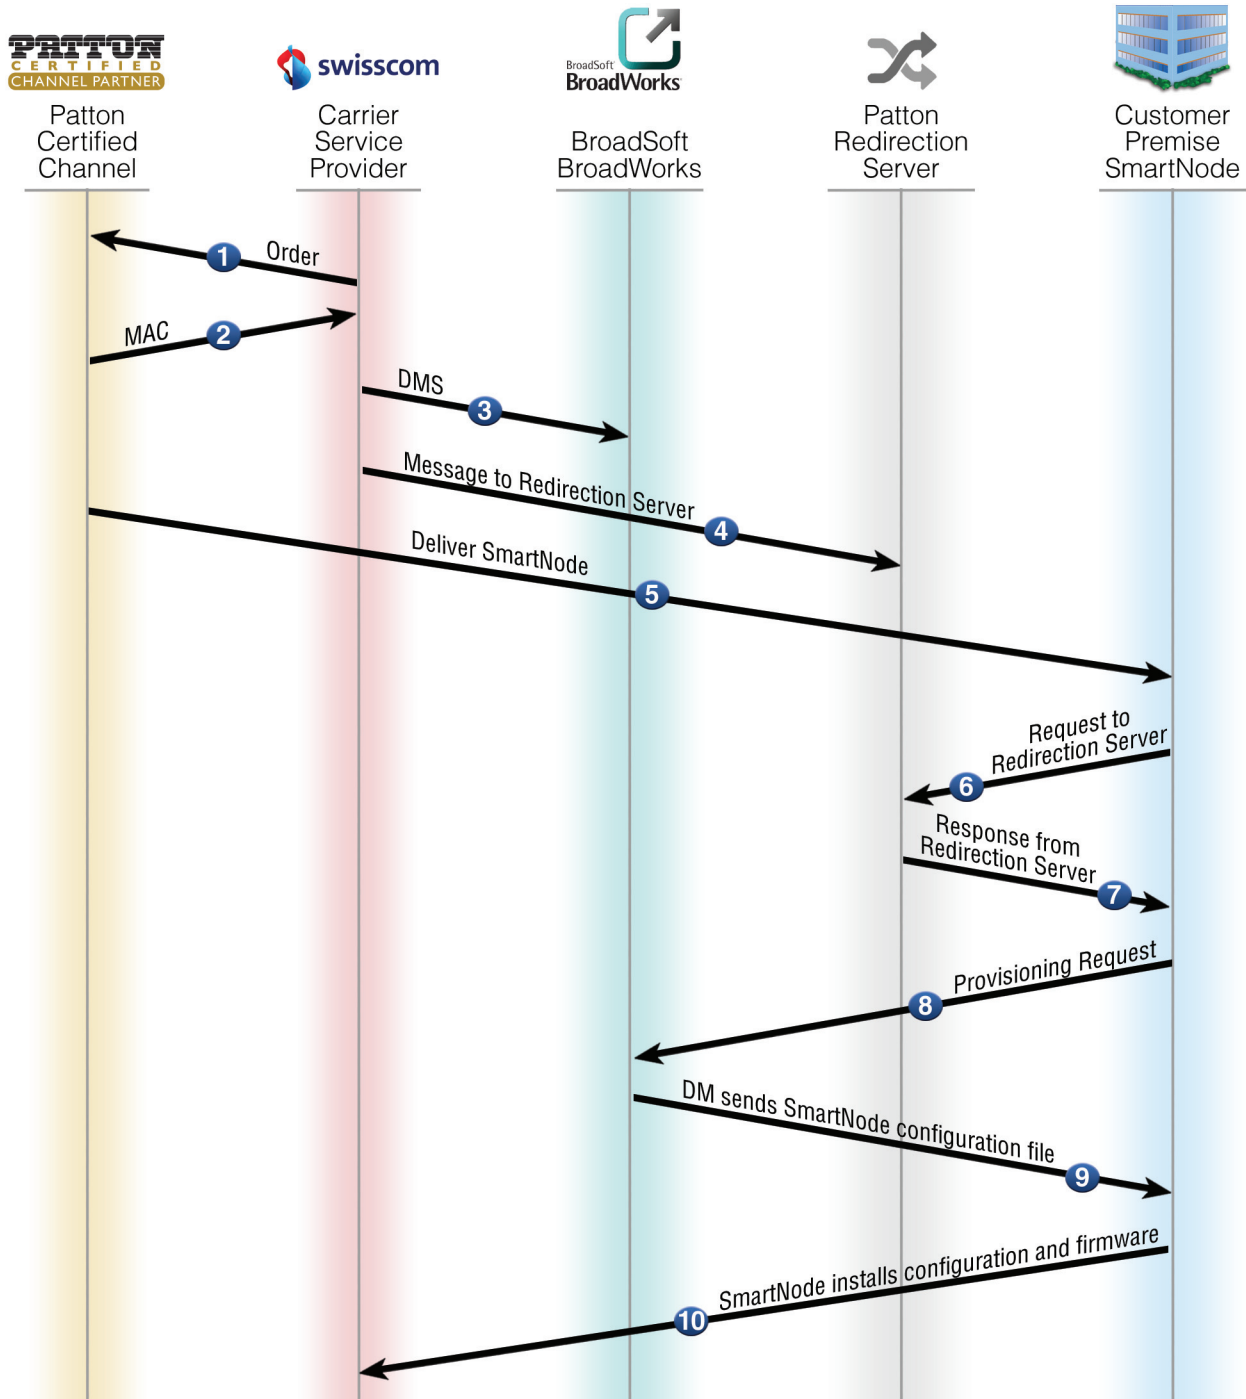 PATTON
CERTIFIED
CHANNEL PARTNER
swisscom
BroadSoft
BroadWorks
Patton
Certified
Channel
Carrier
Service
Provider
BroadSoft
BroadWorks
Patton
Redirection
Server
Customer
Premise
SmartNode
1
Order
MAC
2
DMS
3
Message to Redirection Server
4
Deliver SmartNode
5
Request to
Redirection Server
6
Response from
Redirection Server
7
Provisioning Request
8
DM sends SmartNode configuration file
9
SmartNode installs configuration and firmware
10